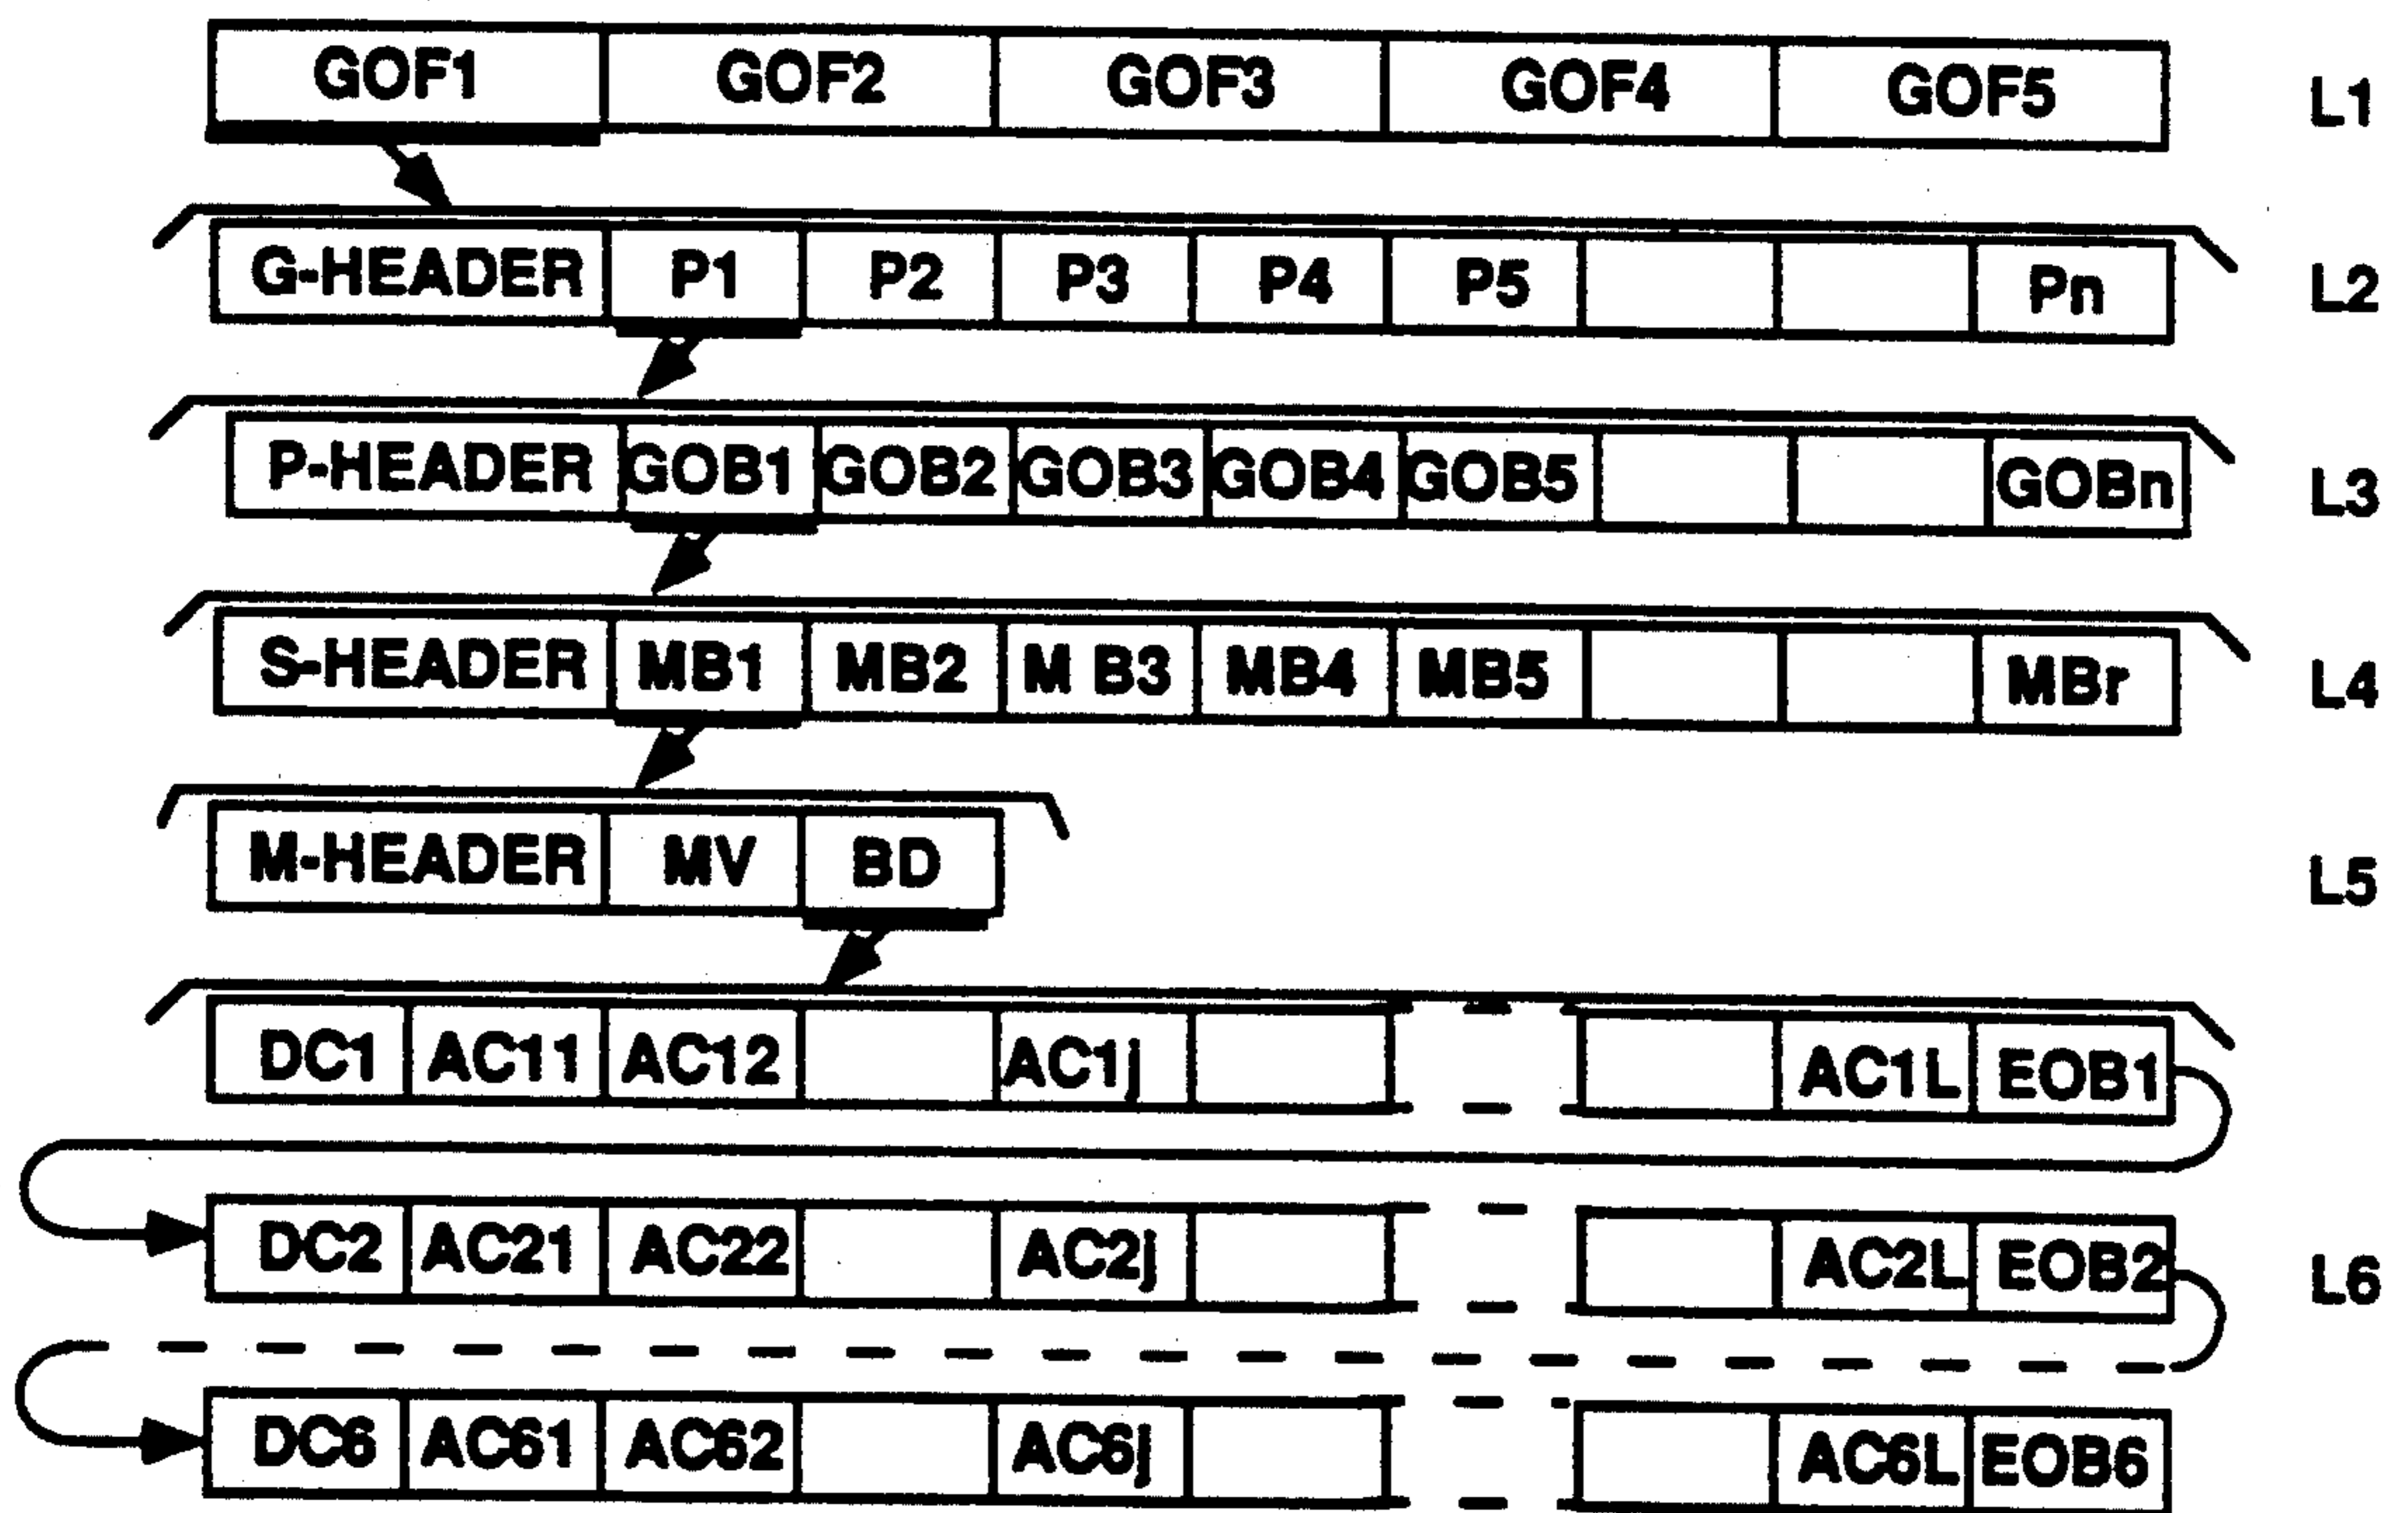 GOF1 GOF2 GOF3 GOF4 GOF5 L1
G-HEADER P1 P2 P3 P4 P5 Pn L2
P-HEADER GOB1 GOB2 GOB3 GOB4 GOB5 GOBn L3
S-HEADER MB1 MB2 M B3 MB4 MB5 MBr L4
M-HEADER MV BD L5
DC1 AC11 AC12 AC1j AC1L EOB1
DC2 AC21 AC22 AC2j AC2L EOB2 L6
DC6 AC61 AC62 AC6j AC6L EOB6